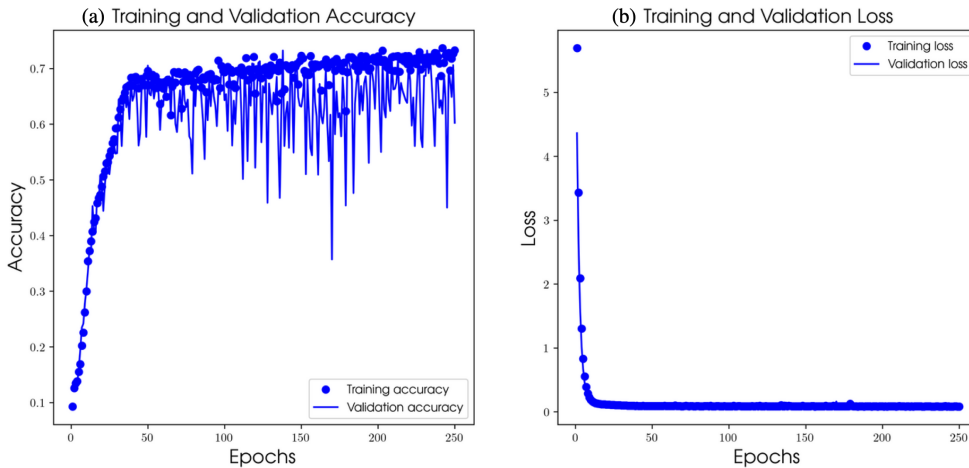 (a) Training and Validation Accuracy
0.7
0.6
0.5
0.4
0.3
0.2
0.1
Accuracy
Training accuracy
Validation accuracy
0
50
100
150
200
250
Epochs
(b) Training and Validation Loss
Training loss
Validation loss
5
4
3
2
1
0
Loss
0
50
100
150
200
250
Epochs